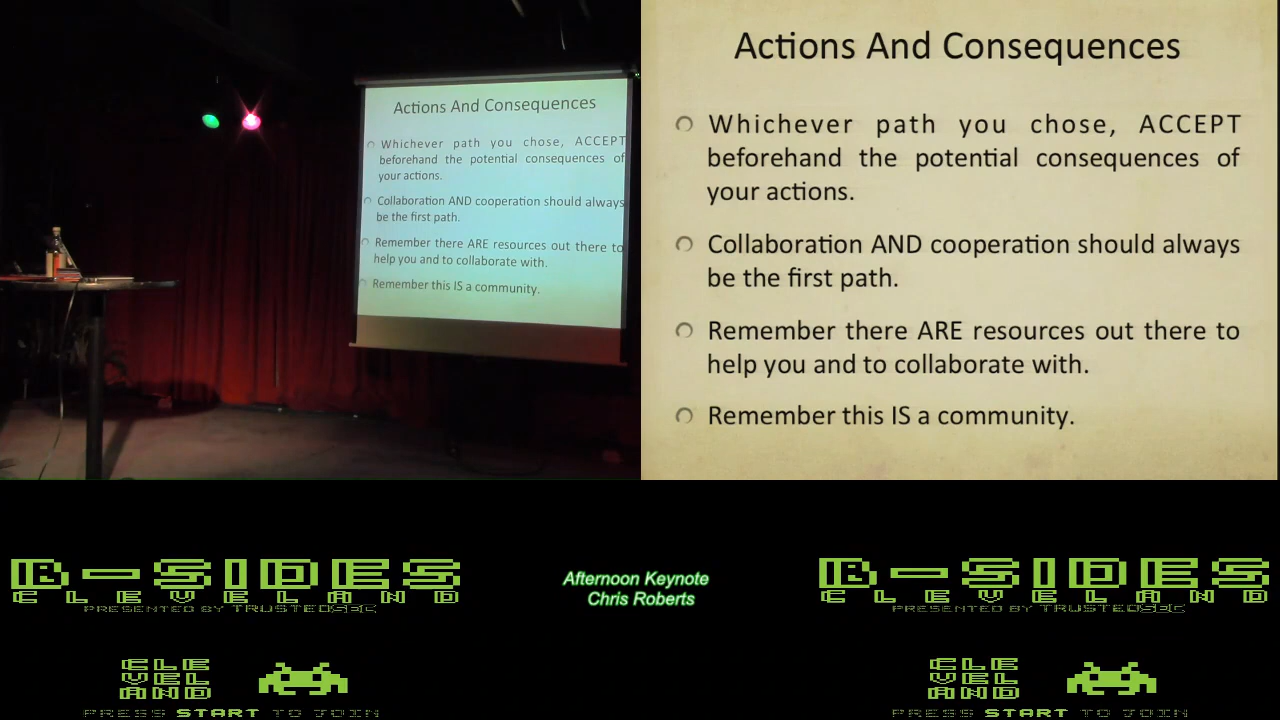 Actions And Consequences
Whichever path you chose, ACCEPT
beforehand the potential consequences of
your actions.
Collaboration AND cooperation should always
be the first path.
Remember there ARE resources out there to
help you and to collaborate with.
Remember this IS a community.
Actions And Consequences
Whichever path you chose, ACCEPT
beforehand the potential consequences of
your actions.
Collaboration AND cooperation should always
be the first path.
Remember there ARE resources out there to
help you and to collaborate with.
Remember this IS a community.
B-SIDES
CLEVELAND
PRESENTED BY TRUSTEDSEC
CLE
VEL
AND
PRESS START TO JOIN
Afternoon Keynote
Chris Roberts
B-SIDES
CLEVELAND
PRESENTED BY TRUSTEDSEC
CLE
VEL
AND
PRESS START TO JOIN